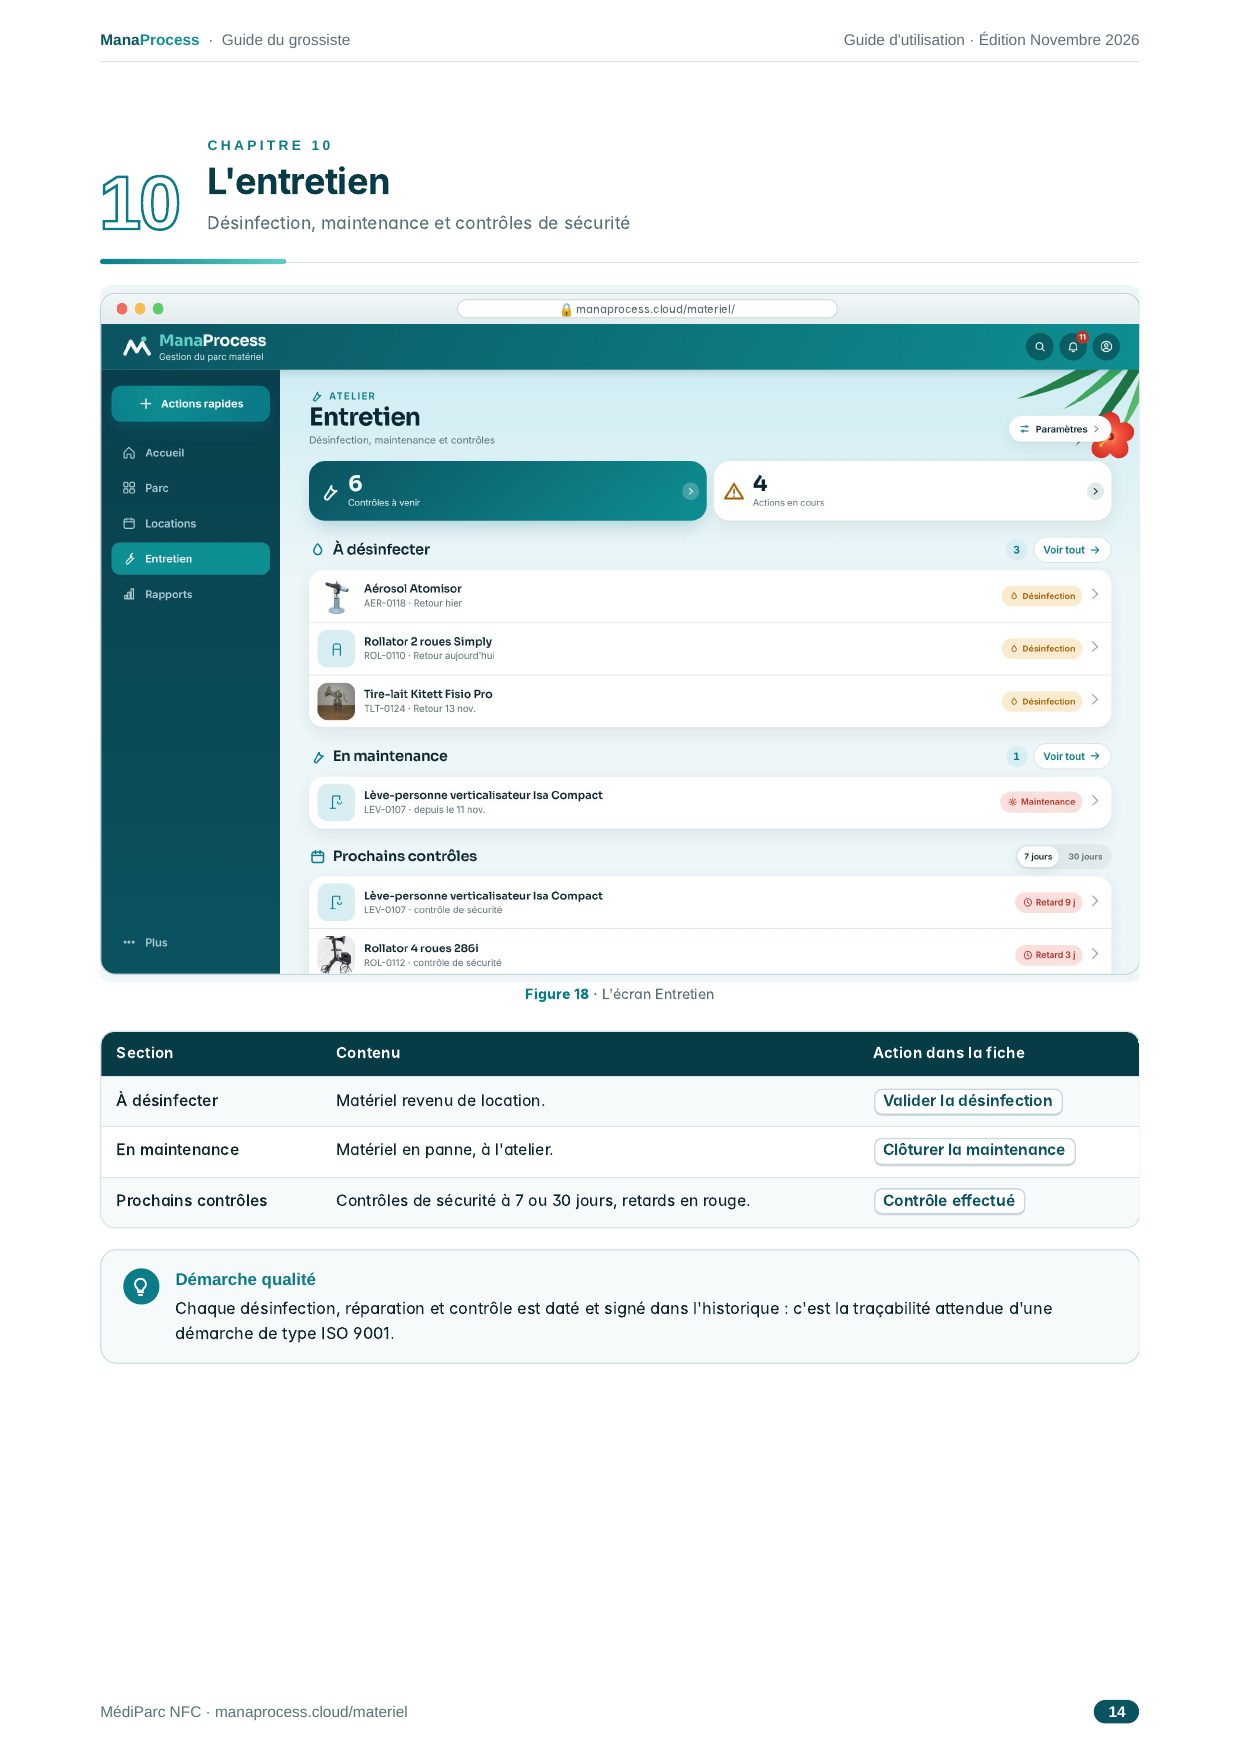 ManaProcess · Guide du grossiste
Guide d'utilisation · Édition Novembre 2026
CHAPITRE 10
10
L'entretien
Désinfection, maintenance et contrôles de sécurité
manaprocess.cloud/materiel/
ManaProcess
Gestion du parc matériel
11
Actions rapides
Accueil
Parc
Locations
Entretien
Rapports
Plus
ATELIER
Entretien
Désinfection, maintenance et contrôles
Paramètres
6
Contrôles à venir
4
Actions en cours
À désinfecter
3
Voir tout →
Aérosol Atomisor
AER-0118 · Retour hier
Désinfection
Rollator 2 roues Simply
ROL-0110 · Retour aujourd'hui
Désinfection
Tire-lait Kitett Fisio Pro
TLT-0124 · Retour 13 nov.
Désinfection
En maintenance
1
Voir tout →
Lève-personne verticalisateur Isa Compact
LEV-0107 · depuis le 11 nov.
Maintenance
Prochains contrôles
7 jours 30 jours
Lève-personne verticalisateur Isa Compact
LEV-0107 · contrôle de sécurité
Retard 9 j
Rollator 4 roues 286i
ROL-0112 · contrôle de sécurité
Retard 3 j
Figure 18 · L'écran Entretien
Section Contenu Action dans la fiche
À désinfecter Matériel revenu de location. Valider la désinfection
En maintenance Matériel en panne, à l'atelier. Clôturer la maintenance
Prochains contrôles Contrôles de sécurité à 7 ou 30 jours, retards en rouge. Contrôle effectué
Démarche qualité
Chaque désinfection, réparation et contrôle est daté et signé dans l'historique : c'est la traçabilité attendue d'une
démarche de type ISO 9001.
MédiParc NFC · manaprocess.cloud/materiel
14